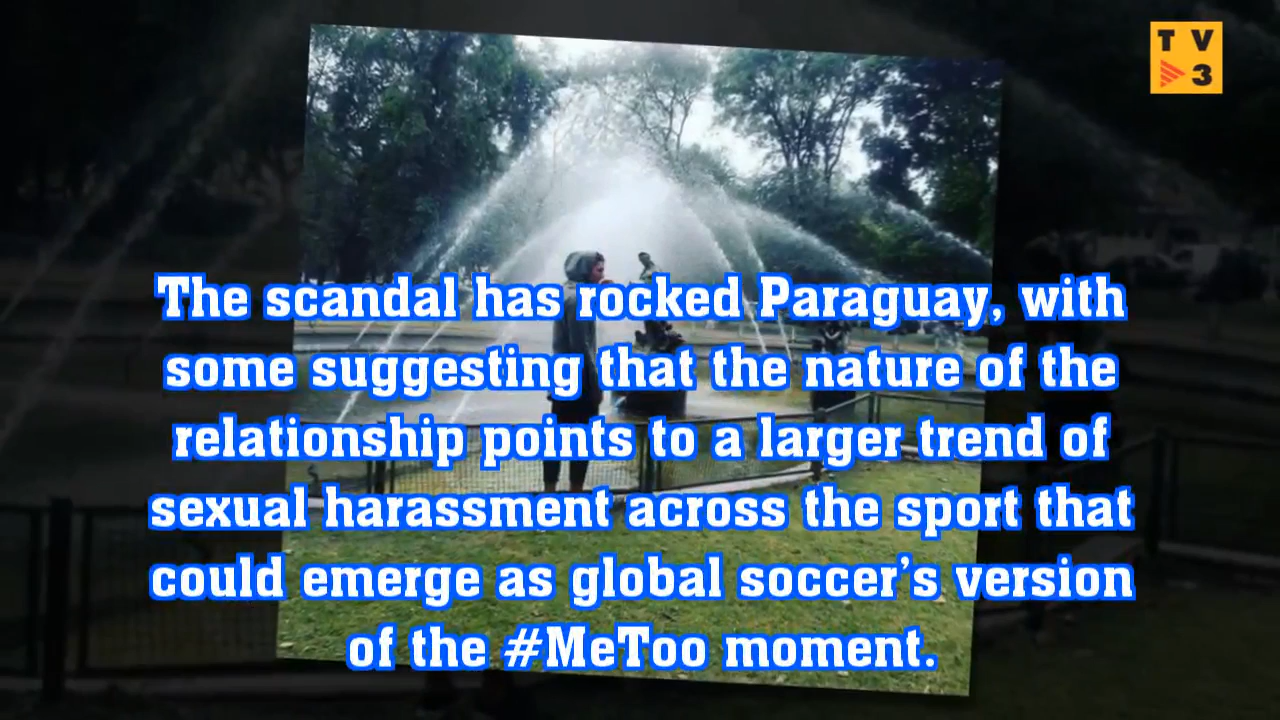 TV
3
The scandal has rocked Paraguay, with
some suggesting that the nature of the
relationship points to a larger trend of
sexual harassment across the sport that
could emerge as global soccer’s version
of the #MeToo moment.